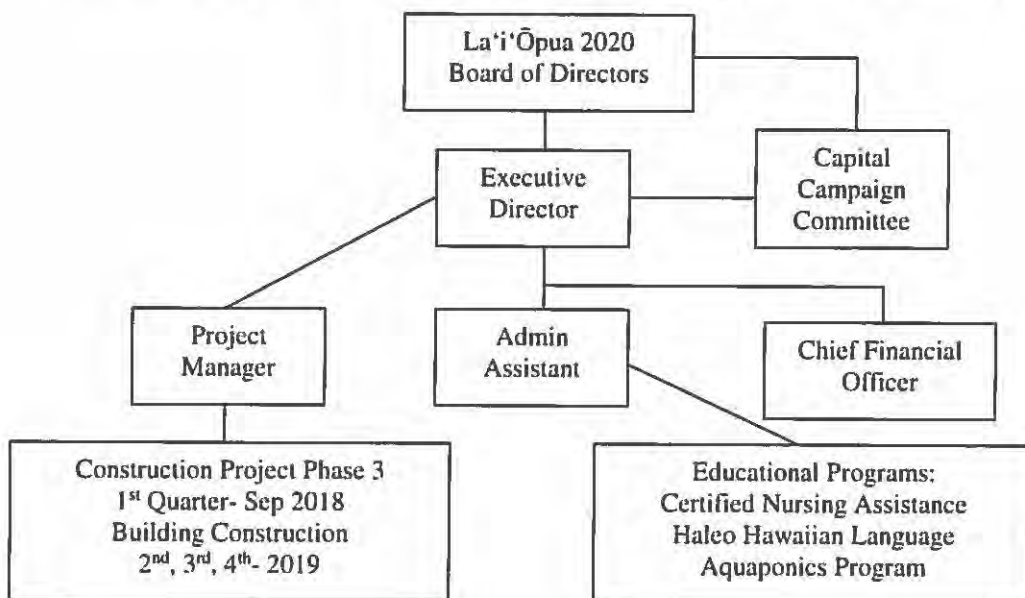 La‘i‘Ōpua 2020
Board of Directors
Executive
Director
Capital
Campaign
Committee
Project
Manager
Admin
Assistant
Chief Financial
Officer
Construction Project Phase 3
1st Quarter- Sep 2018
Building Construction
2nd, 3rd, 4th- 2019
Educational Programs:
Certified Nursing Assistance
Haleo Hawaiian Language
Aquaponics Program